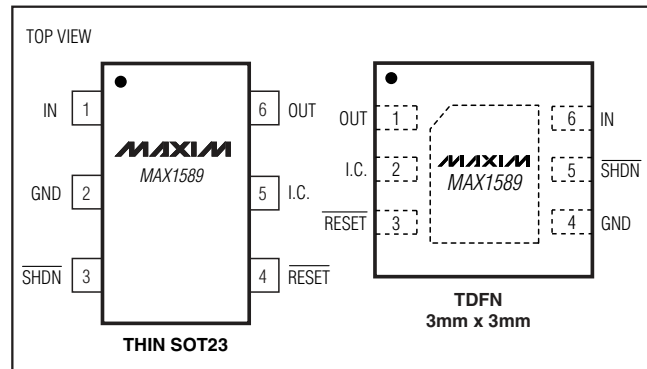 TOP VIEW
IN 1
6 OUT
MAXIM
MAX1589
GND 2
5 I.C.
SHDN 3
4 RESET
THIN SOT23
OUT 1
6 IN
MAXIM
MAX1589
I.C. 2
5 SHDN
RESET 3
4 GND
TDFN
3mm x 3mm